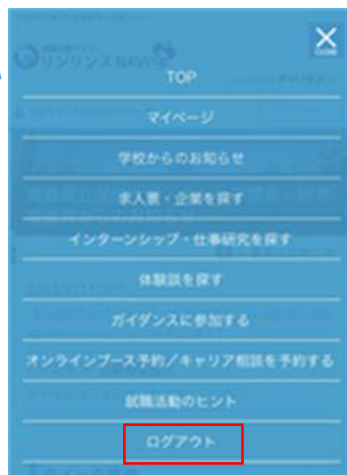 CLOSE
TOP
マイページ
学校からのお知らせ
求人票・企業を探す
インターンシップ・仕事研究を探す
体験談を探す
ガイダンスに参加する
オンラインブース予約／キャリア相談を予約する
就職活動のヒント
ログアウト